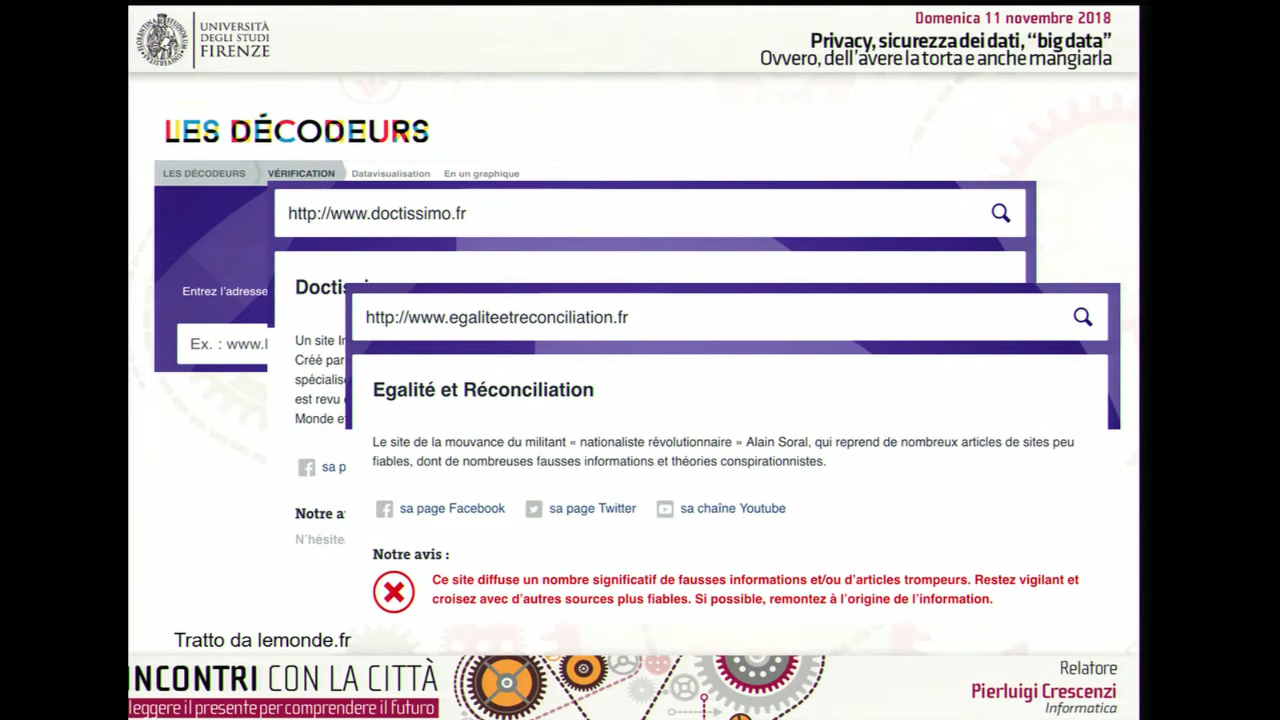 UNIVERSITÀ
DEGLI STUDI
FIRENZE
Domenica 11 novembre 2018
Privacy, sicurezza dei dati, “big data”
Ovvero, dell’avere la torta e anche mangiarla
LES DÉCODEURS
LES DÉCODEURS VÉRIFICATION Datavisualisation En un graphique
http://www.doctissimo.fr
Entrez l’adresse
Ex. : www.l
Doctissi
Un site In
Créé par
spécialisé
est revu
Monde et
sa p
Notre a
N’hésite
http://www.egaliteetreconciliation.fr
Egalité et Réconciliation
Le site de la mouvance du militant « nationaliste révolutionnaire » Alain Soral, qui reprend de nombreux articles de sites peu
fiables, dont de nombreuses fausses informations et théories conspirationnistes.
sa page Facebook sa page Twitter sa chaîne Youtube
Notre avis :
Ce site diffuse un nombre significatif de fausses informations et/ou d’articles trompeurs. Restez vigilant et
croisez avec d’autres sources plus fiables. Si possible, remontez à l’origine de l’information.
Tratto da lemonde.fr
INCONTRI CON LA CITTÀ
leggere il presente per comprendere il futuro
Relatore
Pierluigi Crescenzi
Informatica